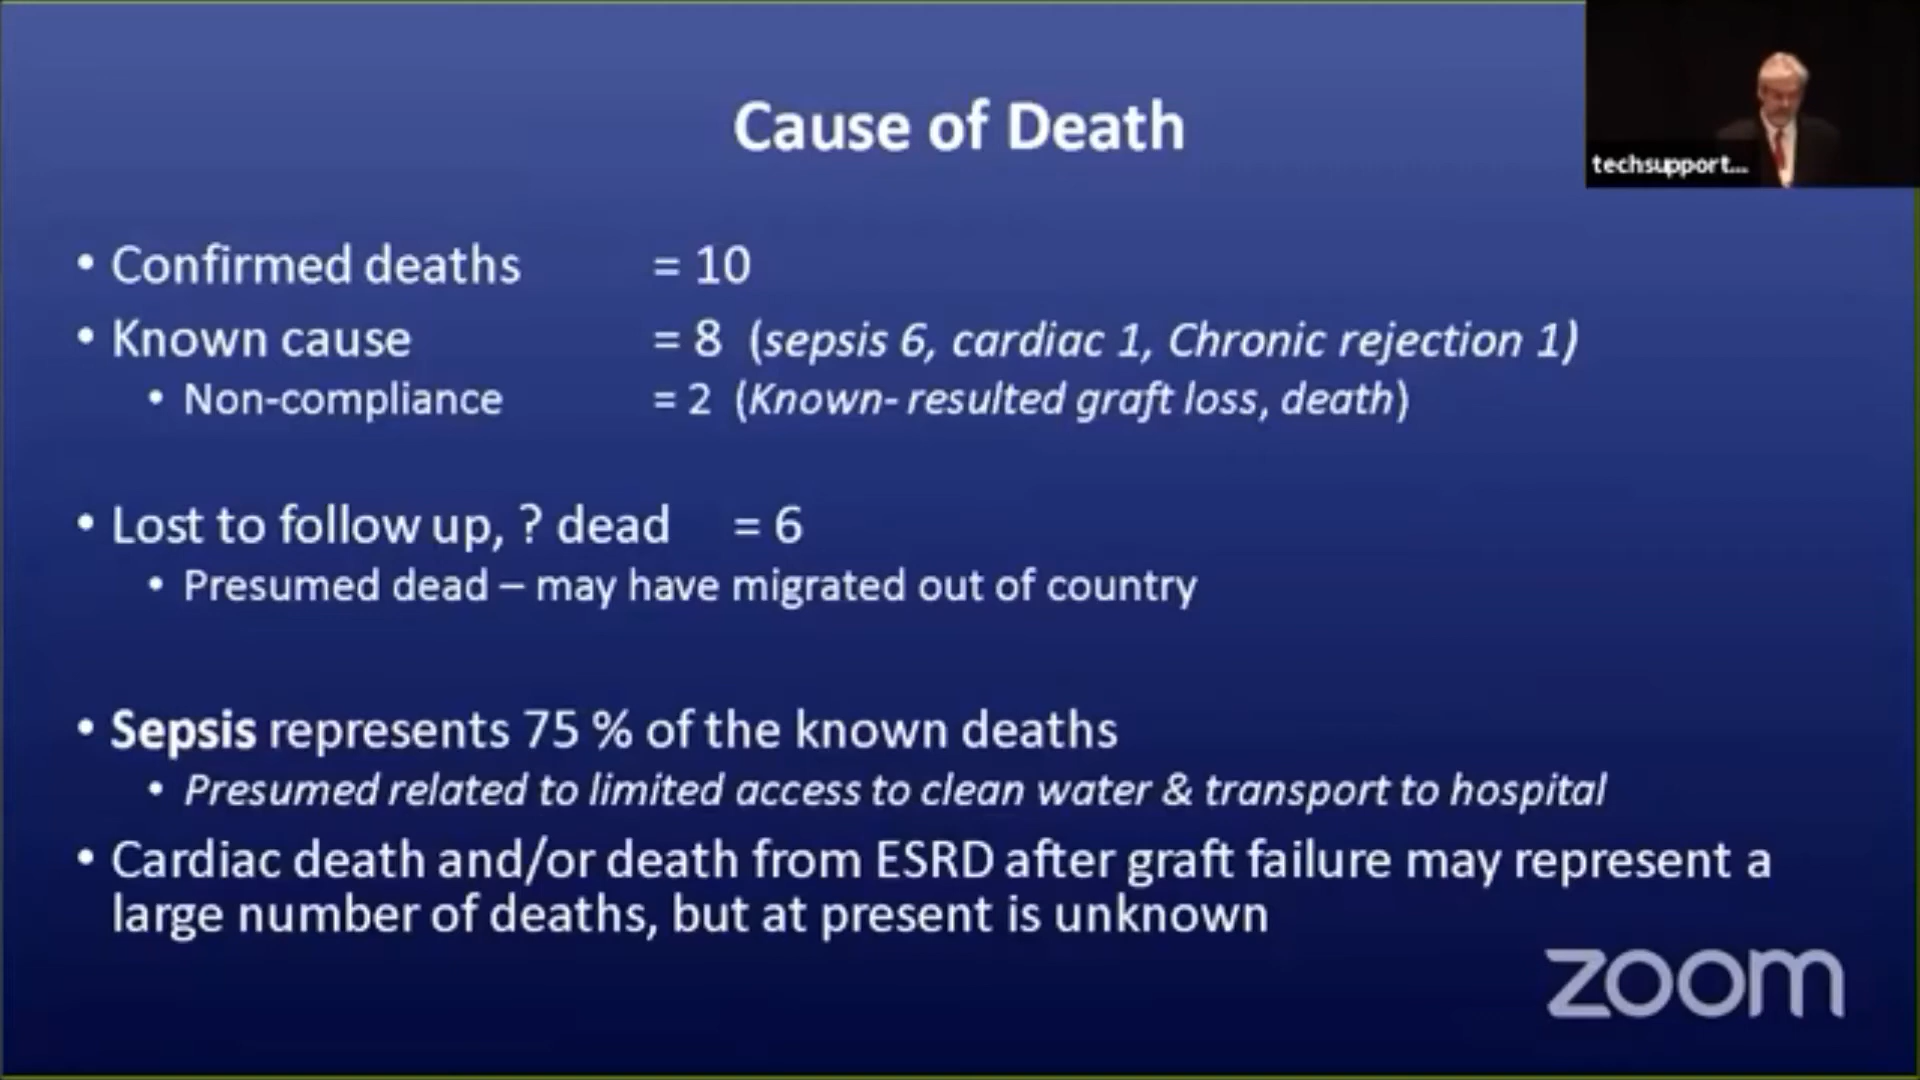 Cause of Death
techsupport...
• Confirmed deaths = 10
• Known cause = 8 (sepsis 6, cardiac 1, Chronic rejection 1)
• Non-compliance = 2 (Known- resulted graft loss, death)
• Lost to follow up, ? dead = 6
• Presumed dead – may have migrated out of country
• Sepsis represents 75 % of the known deaths
• Presumed related to limited access to clean water & transport to hospital
• Cardiac death and/or death from ESRD after graft failure may represent a
large number of deaths, but at present is unknown
zoom